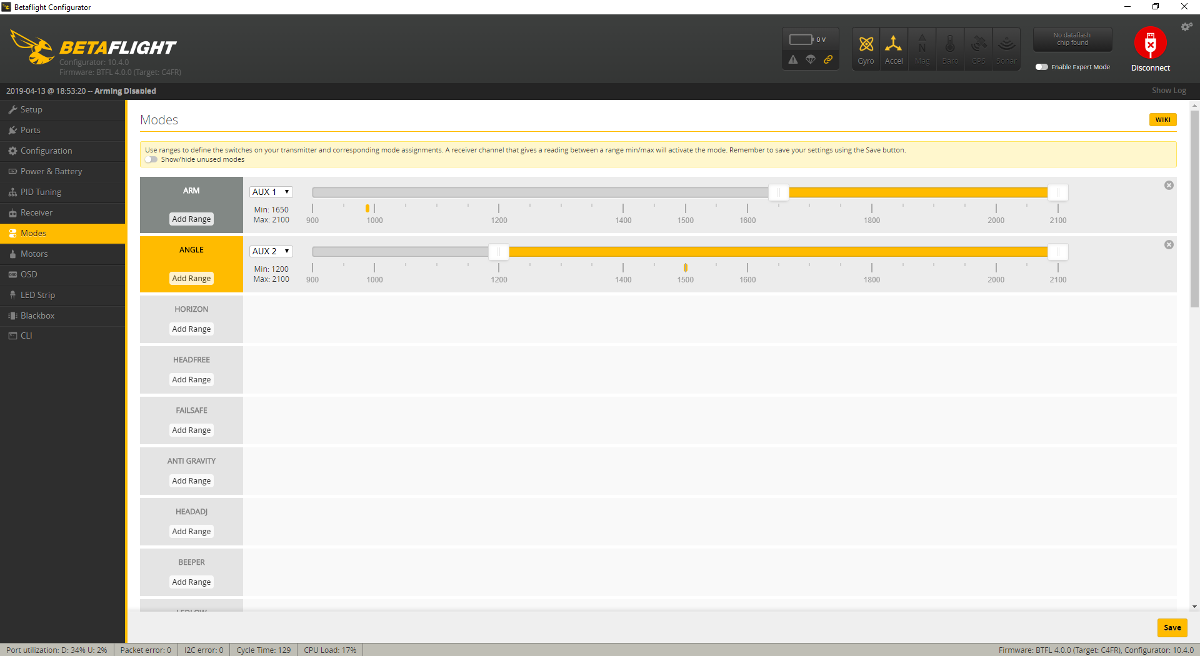 Betaflight Configurator
BETAFLIGHT
Configurator: 10.4.0
Firmware: BTFL 4.0.0 (Target: C4FR)
0 V
Gyro Accel Mag Baro GPS Sonar
No dataflash
chip found
Enable Expert Mode
Disconnect
2019-04-13 @ 18:53:20 -- Arming Disabled
Show Log
Setup
Ports
Configuration
Power & Battery
PID Tuning
Receiver
Modes
Motors
OSD
LED Strip
Blackbox
CLI
Modes
WIKI
Use ranges to define the switches on your transmitter and corresponding mode assignments. A receiver channel that gives a reading between a range min/max will activate the mode. Remember to save your settings using the Save button.
Show/hide unused modes
ARM
Add Range
AUX 1
Min: 1650
Max: 2100
900 1000 1200 1400 1500 1600 1800 2000 2100
ANGLE
Add Range
AUX 2
Min: 1200
Max: 2100
900 1000 1200 1400 1500 1600 1800 2000 2100
HORIZON
Add Range
HEADFREE
Add Range
FAILSAFE
Add Range
ANTI GRAVITY
Add Range
HEADADJ
Add Range
BEEPER
Add Range
Save
Port utilization: D: 34% U: 2% Packet error: 0 I2C error: 0 Cycle Time: 129 CPU Load: 17%
Firmware: BTFL 4.0.0 (Target: C4FR), Configurator: 10.4.0